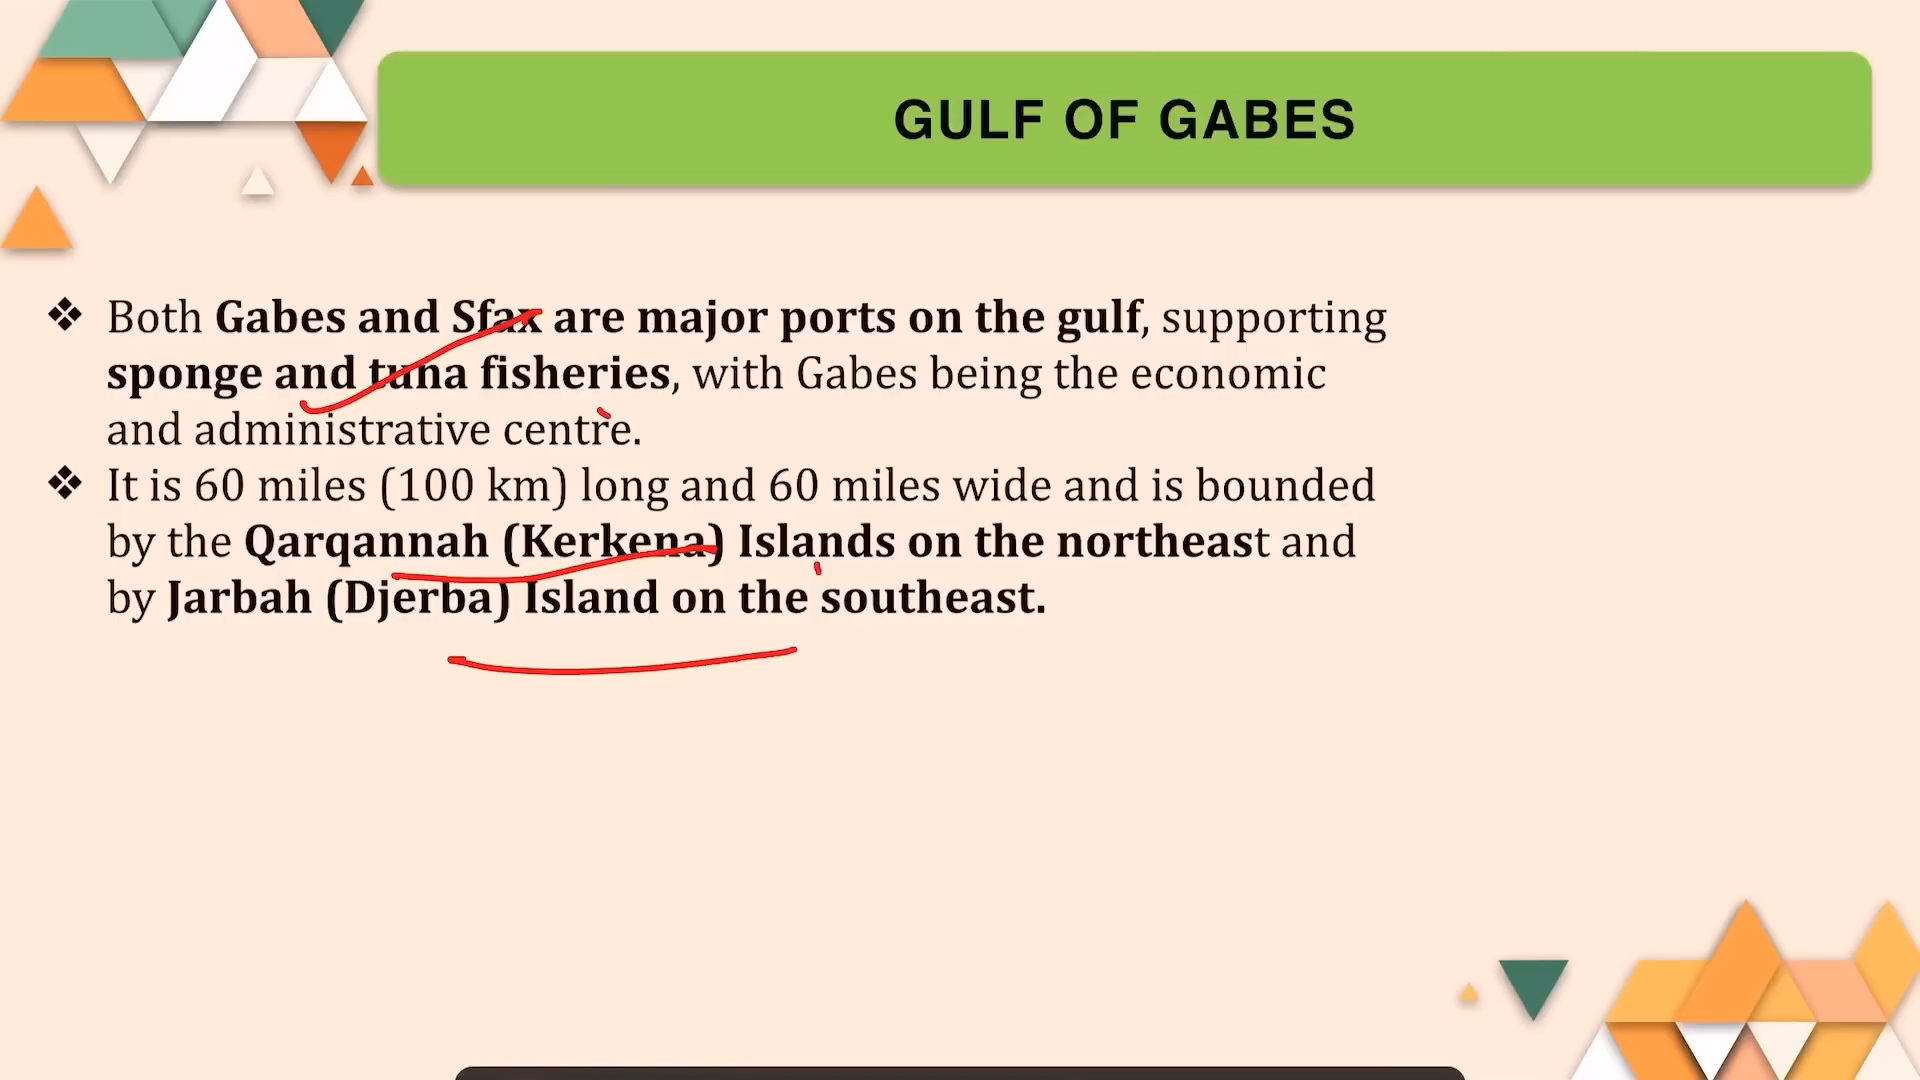 GULF OF GABES
❖ Both Gabes and Sfax are major ports on the gulf, supporting
sponge and tuna fisheries, with Gabes being the economic
and administrative centre.
❖ It is 60 miles (100 km) long and 60 miles wide and is bounded
by the Qarqannah (Kerkena) Islands on the northeast and
by Jarbah (Djerba) Island on the southeast.